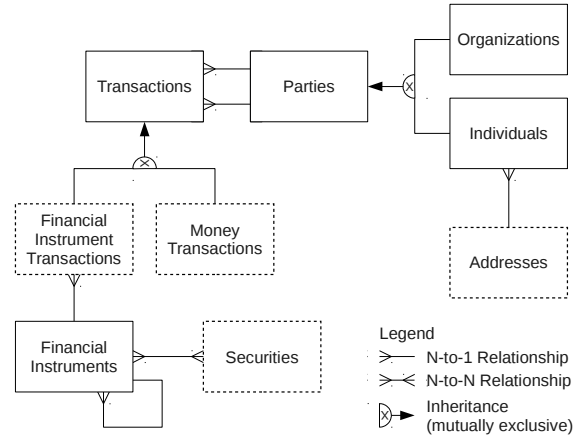 Organizations
Transactions
Parties
Individuals
Financial
Instrument
Transactions
Money
Transactions
Addresses
Financial
Instruments
Securities
Legend
N-to-1 Relationship
N-to-N Relationship
Inheritance
(mutually exclusive)
X
X
X